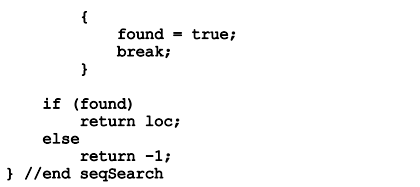 {
found = true;
break;
}
if (found)
return loc;
else
return -1;
} //end seqSearch